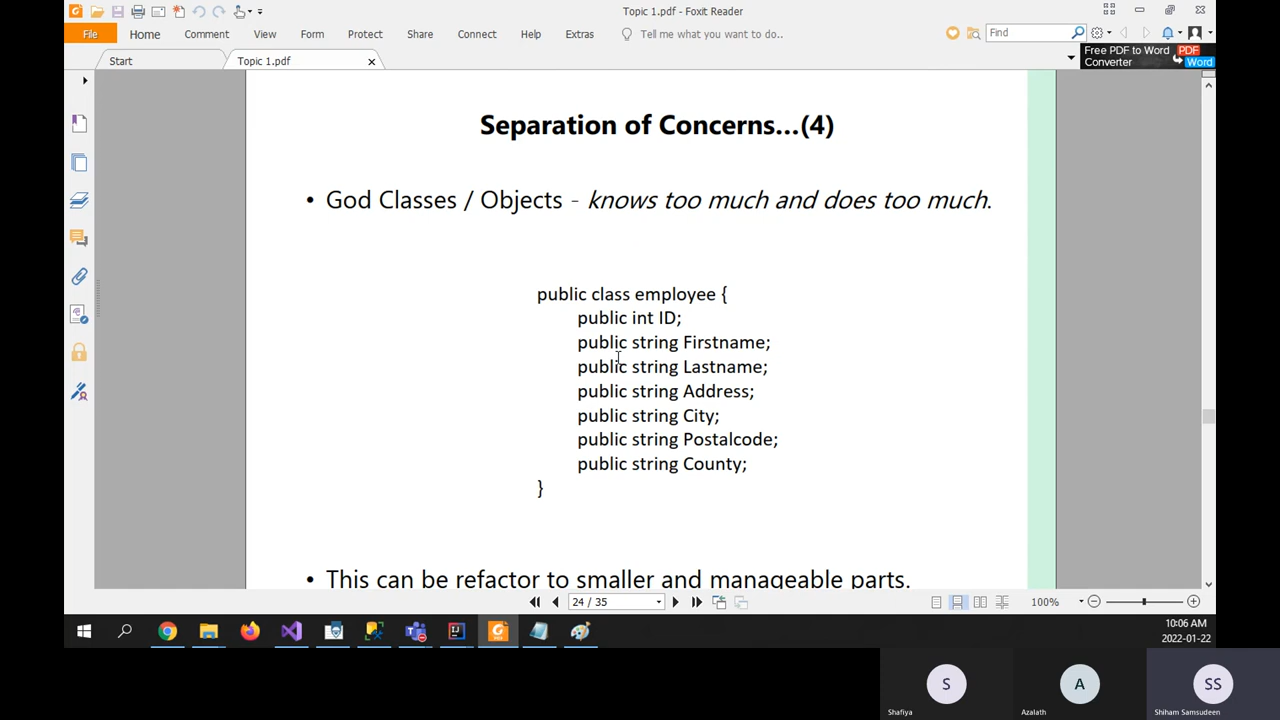 Topic 1.pdf - Foxit Reader
File Home Comment View Form Protect Share Connect Help Extras Tell me what you want to do.. Find
Start Topic 1.pdf
Free PDF to Word Converter PDF Word
Separation of Concerns...(4)
• God Classes / Objects - knows too much and does too much.
public class employee {
public int ID;
public string Firstname;
public string Lastname;
public string Address;
public string City;
public string Postalcode;
public string County;
}
• This can be refactor to smaller and manageable parts.
24 / 35 100%
10:06 AM
2022-01-22
S A SS
Shafiya Azalath Shiham Samsudeen